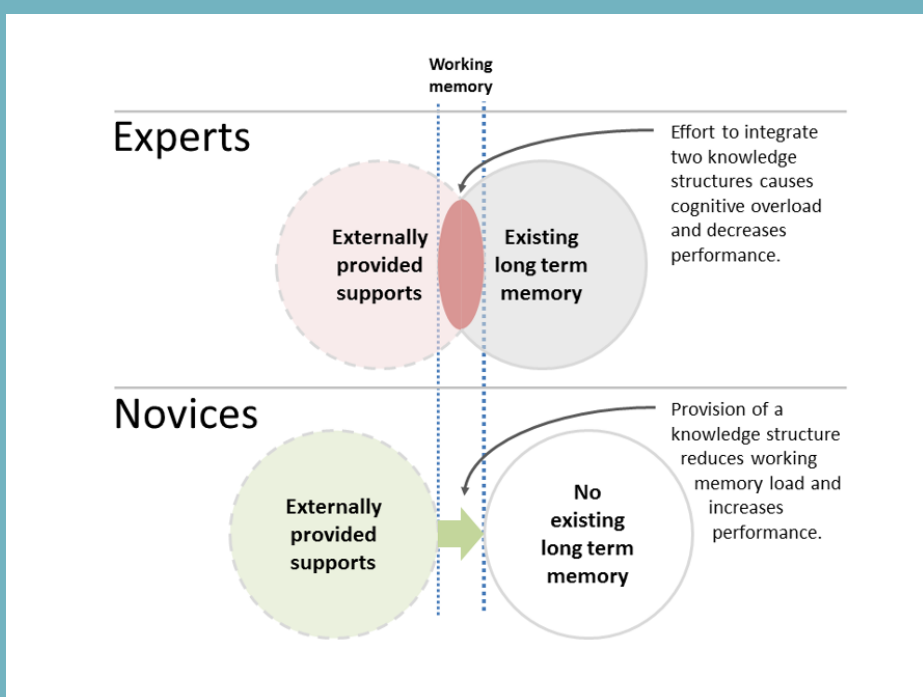 Working
memory
Experts
Effort to integrate
two knowledge
structures causes
cognitive overload
and decreases
performance.
Externally
provided
supports
Existing
long term
memory
Novices
Provision of a
knowledge structure
reduces working
memory load and
increases
performance.
Externally
provided
supports
No
existing
long term
memory